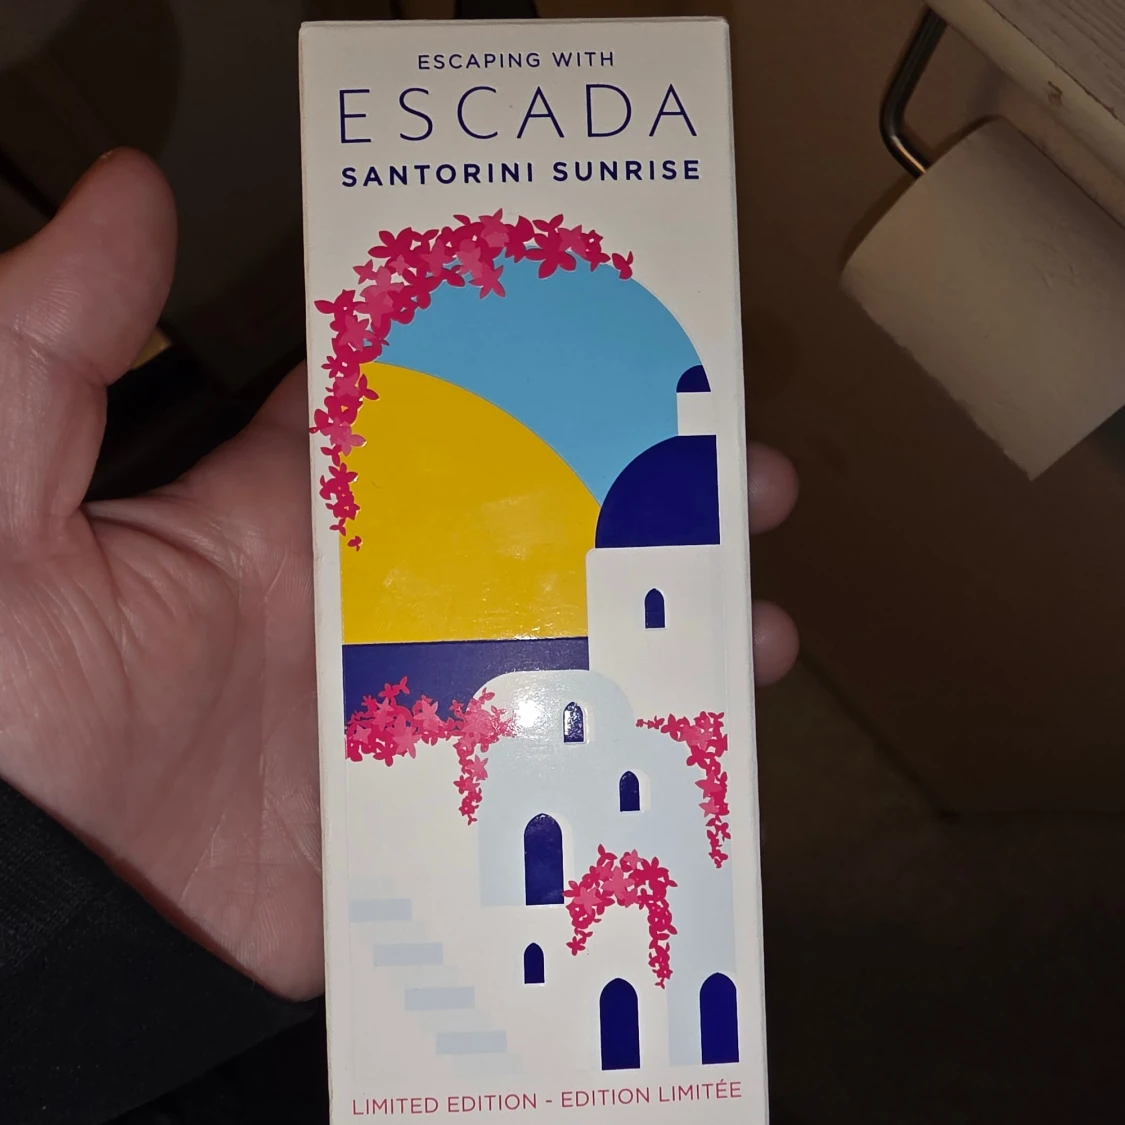 ESCAPING WITH
ESCADA
SANTORINI SUNRISE
LIMITED EDITION - EDITION LIMITÉE